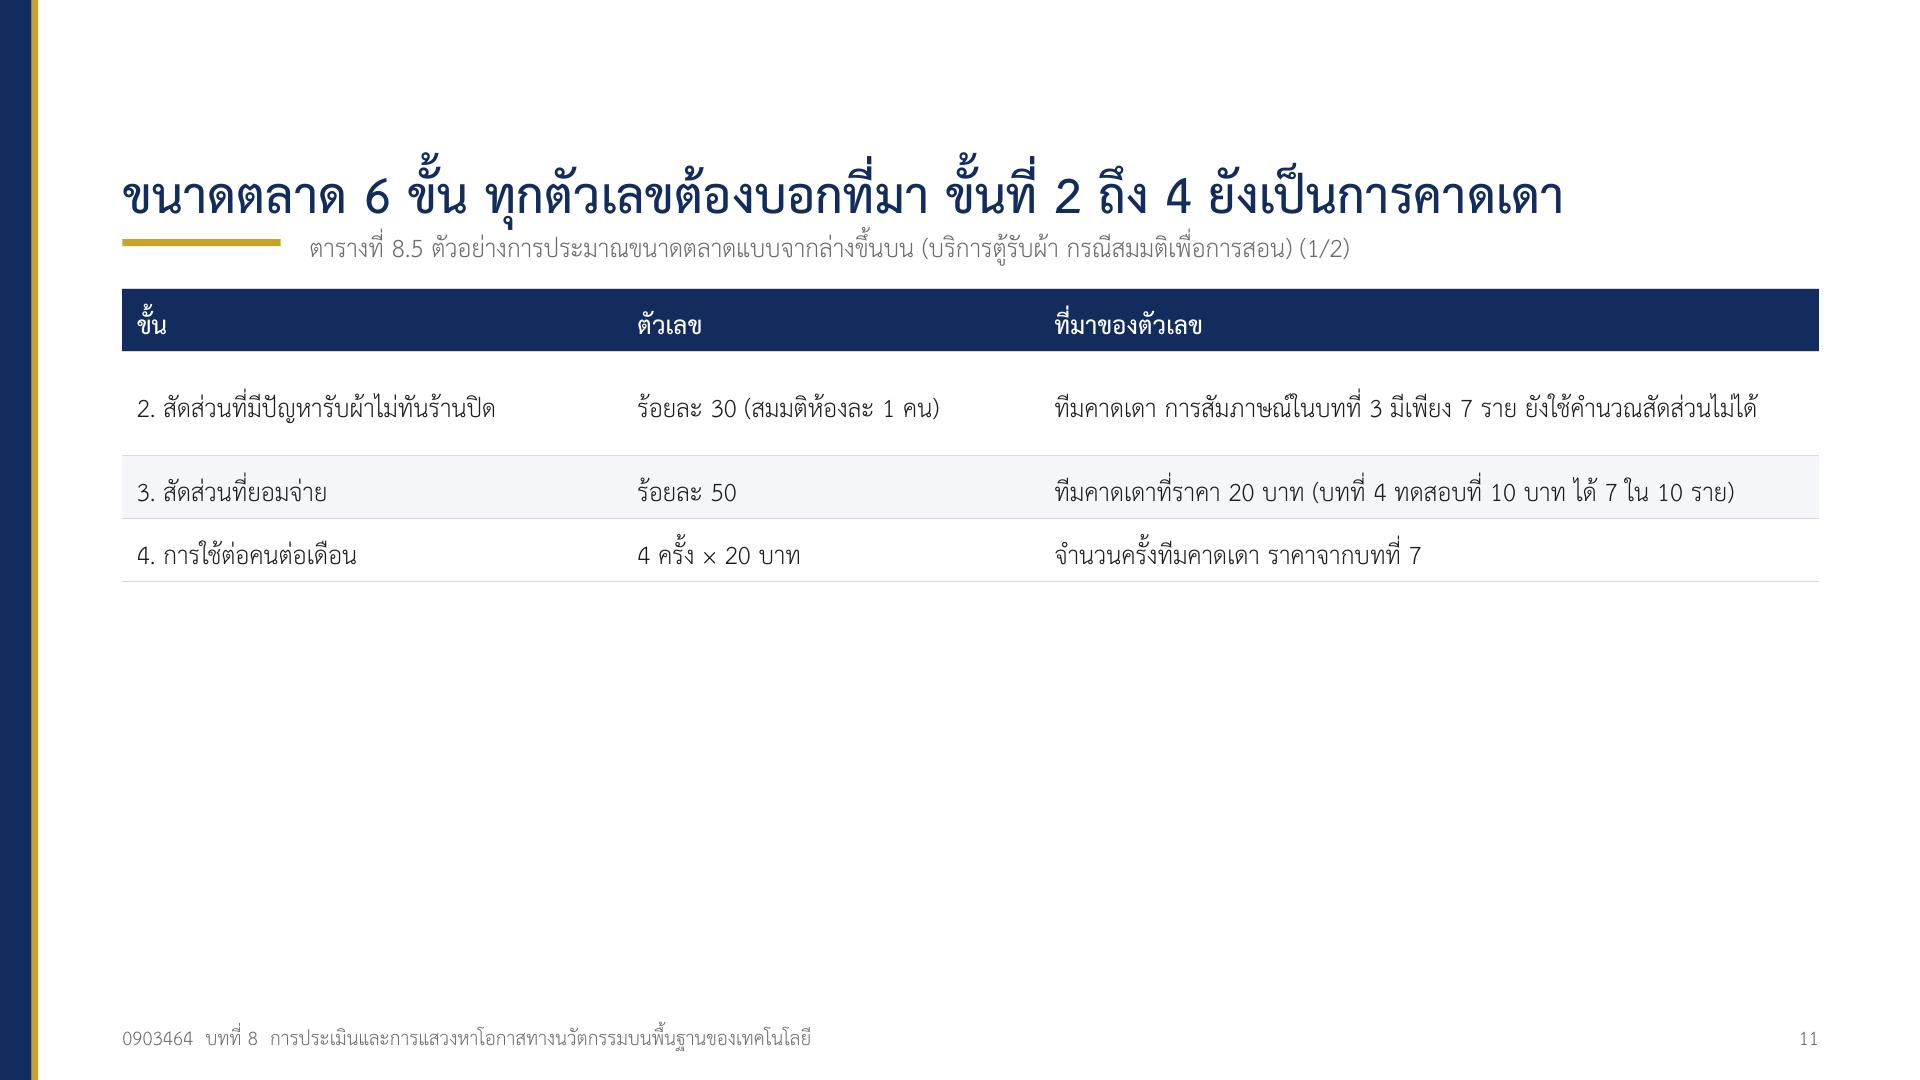 ขนาดตลาด 6 ขั้น ทุกตัวเลขต้องบอกที่มา ขั้นที่ 2 ถึง 4 ยังเป็นการคาดเดา
ตารางที่ 8.5 ตัวอย่างการประมาณขนาดตลาดแบบจากล่างขึ้นบน (บริการตู้รับผ้า กรณีสมมติเพื่อการสอน) (1/2)
ขั้น ตัวเลข ที่มาของตัวเลข
2. สัดส่วนที่มีปัญหารับผ้าไม่ทันร้านปิด ร้อยละ 30 (สมมติห้องละ 1 คน) ทีมคาดเดา การสัมภาษณ์ในบทที่ 3 มีเพียง 7 ราย ยังใช้คำนวณสัดส่วนไม่ได้
3. สัดส่วนที่ยอมจ่าย ร้อยละ 50 ทีมคาดเดาที่ราคา 20 บาท (บทที่ 4 ทดสอบที่ 10 บาท ได้ 7 ใน 10 ราย)
4. การใช้ต่อคนต่อเดือน 4 ครั้ง × 20 บาท จำนวนครั้งทีมคาดเดา ราคาจากบทที่ 7
0903464 บทที่ 8 การประเมินและการแสวงหาโอกาสทางนวัตกรรมบนพื้นฐานของเทคโนโลยี 11